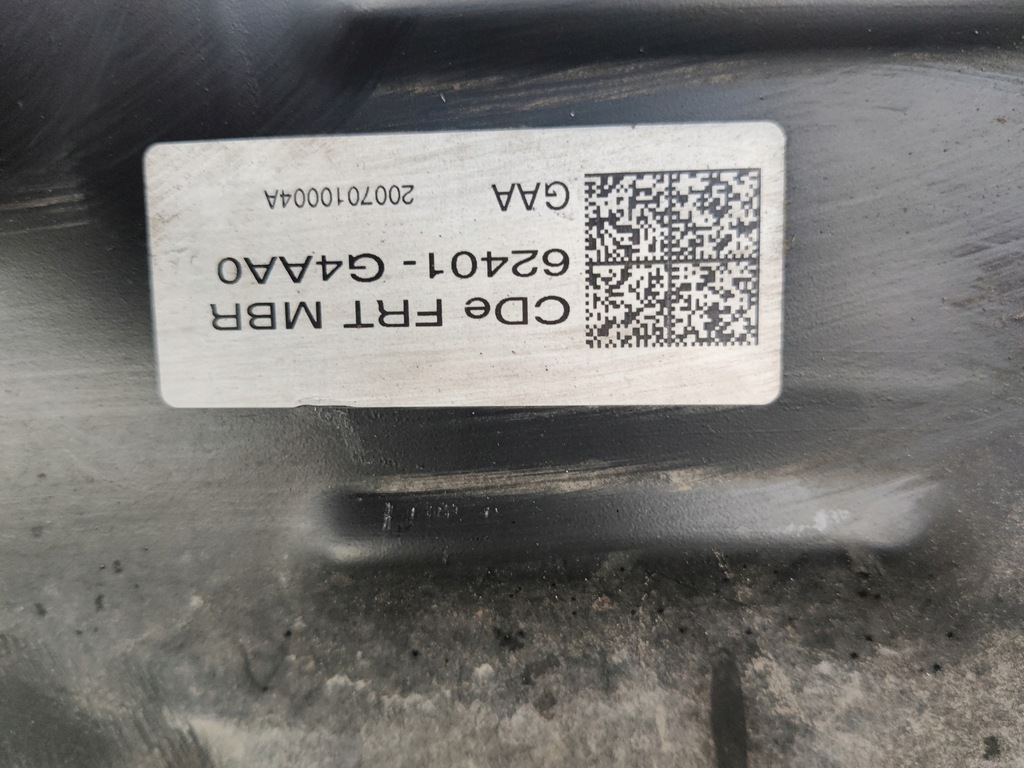 CDe FRT MBR
62401- G4AA0
GAA 2007010004A